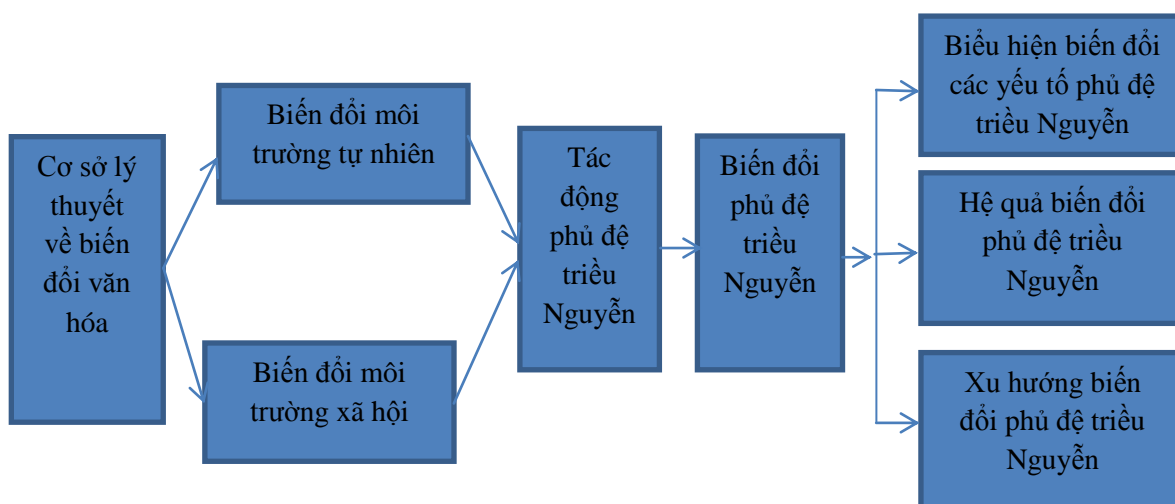 Cơ sở lý
thuyết
về biến
đổi văn
hóa
Biến đổi môi
trường tự nhiên
Biến đổi môi
trường xã hội
Tác
động
phủ đệ
triều
Nguyễn
Biến đổi
phủ đệ
triều
Nguyễn
Biểu hiện biến đổi
các yếu tố phủ đệ
triều Nguyễn
Hệ quả biến đổi
phủ đệ triều
Nguyễn
Xu hướng biến
đổi phủ đệ triều
Nguyễn